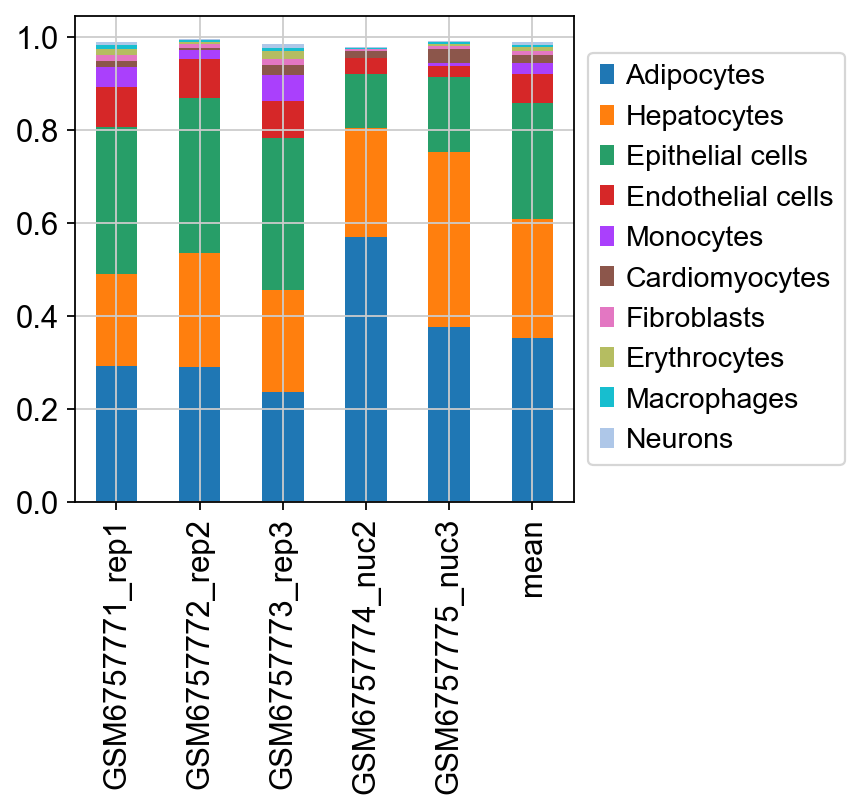 1.0
0.8
0.6
0.4
0.2
0.0
GSM6757771_rep1
GSM6757772_rep2
GSM6757773_rep3
GSM6757774_nuc2
GSM6757775_nuc3
mean
Adipocytes
Hepatocytes
Epithelial cells
Endothelial cells
Monocytes
Cardiomyocytes
Fibroblasts
Erythrocytes
Macrophages
Neurons